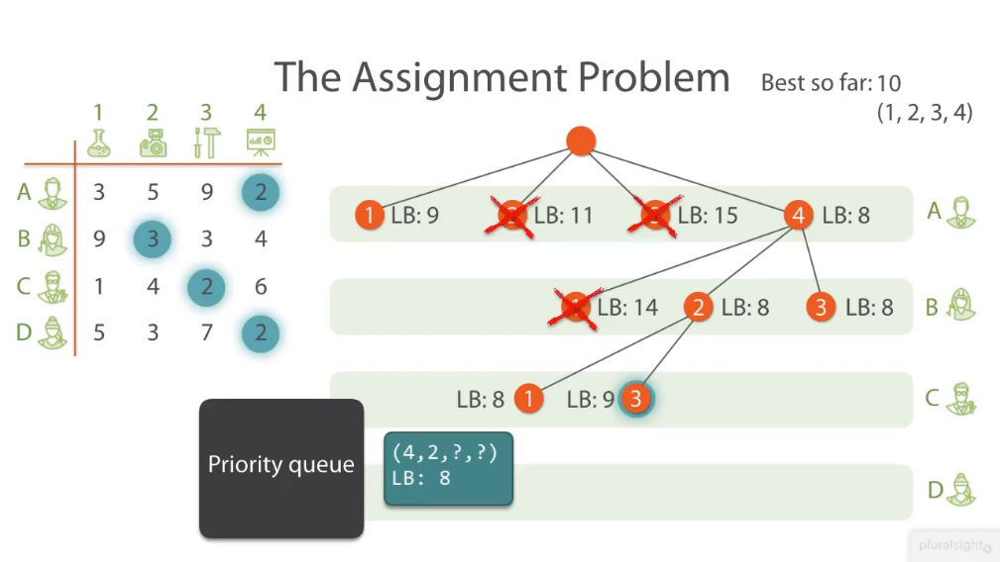 The Assignment Problem
Best so far: 10
(1, 2, 3, 4)
1 2 3 4
A 3 5 9 2
B 9 3 3 4
C 1 4 2 6
D 5 3 7 2
1 LB: 9 LB: 11 LB: 15 4 LB: 8 A
LB: 14 2 LB: 8 3 LB: 8 B
LB: 8 1 LB: 9 3 C
Priority queue
(4,2,?,?)
LB: 8
D
pluralsight